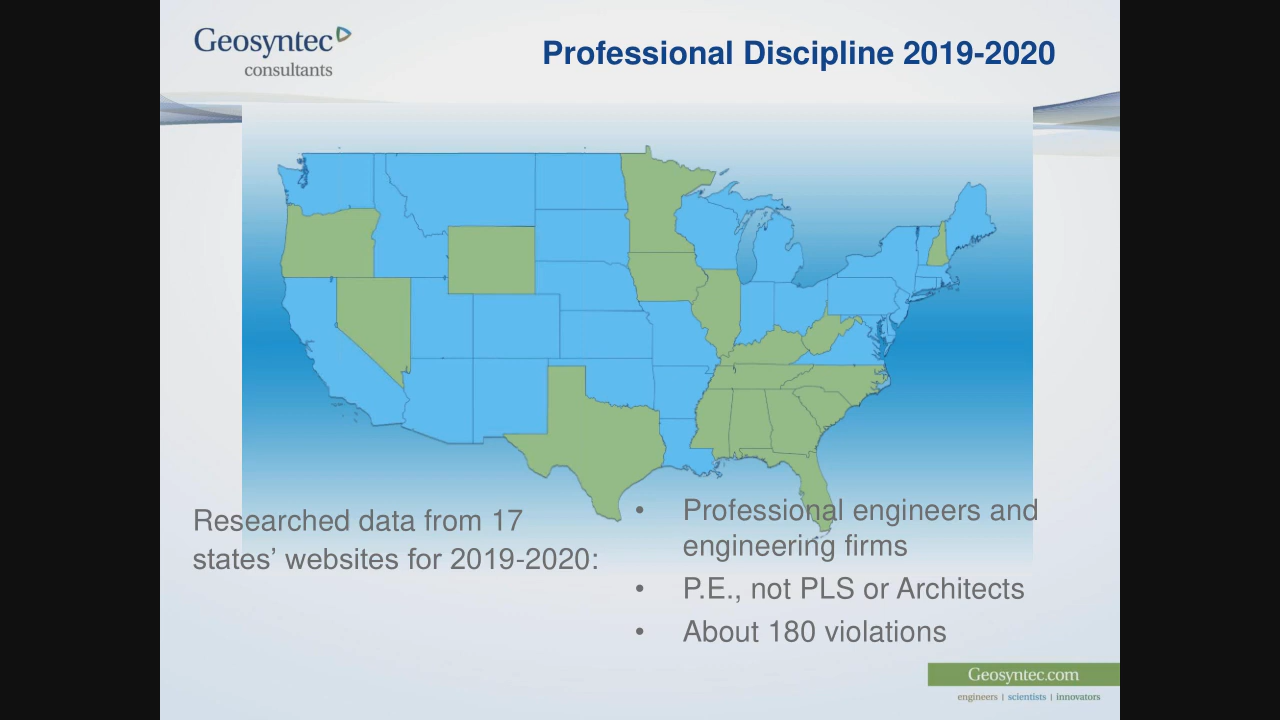 Geosyntec
consultants
Professional Discipline 2019-2020
Researched data from 17
states’ websites for 2019-2020:
• Professional engineers and
engineering firms
• P.E., not PLS or Architects
• About 180 violations
Geosyntec.com
engineers | scientists | innovators